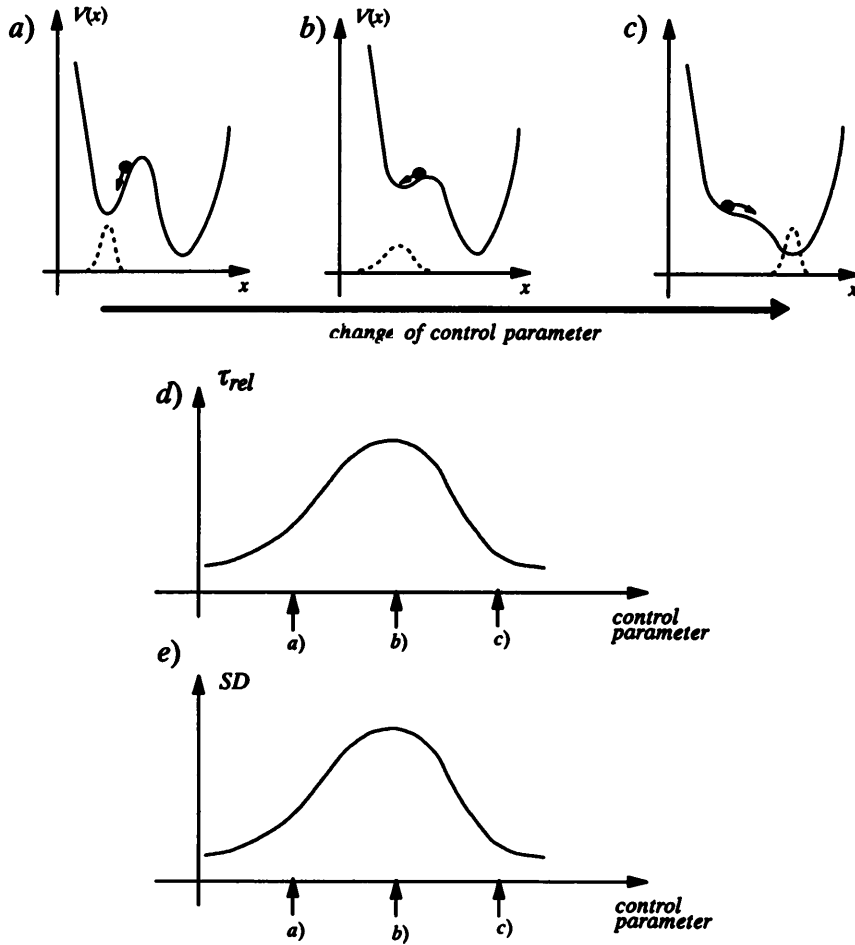 a) V(x) b) V(x) c)
x x x
change of control parameter
d) τrel
a) b) c)
control
parameter
e) SD
a) b) c)
control
parameter